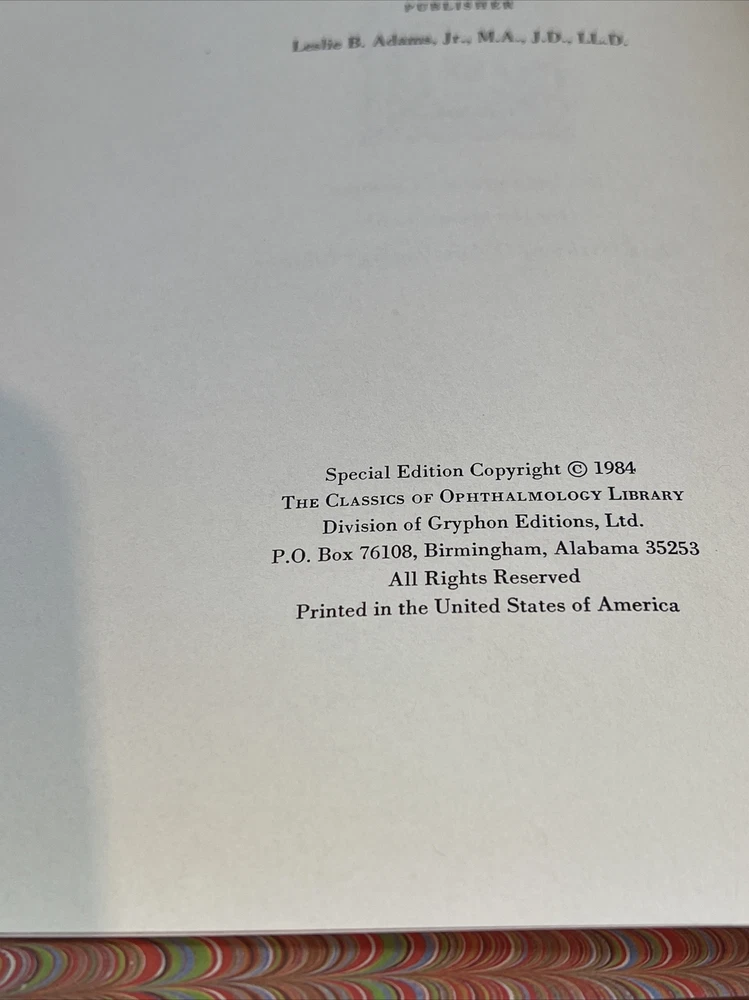 PUBLISHER
Leslie B. Adams, Jr., M.A., J.D., LL.D.
Special Edition Copyright © 1984
THE CLASSICS OF OPHTHALMOLOGY LIBRARY
Division of Gryphon Editions, Ltd.
P.O. Box 76108, Birmingham, Alabama 35253
All Rights Reserved
Printed in the United States of America